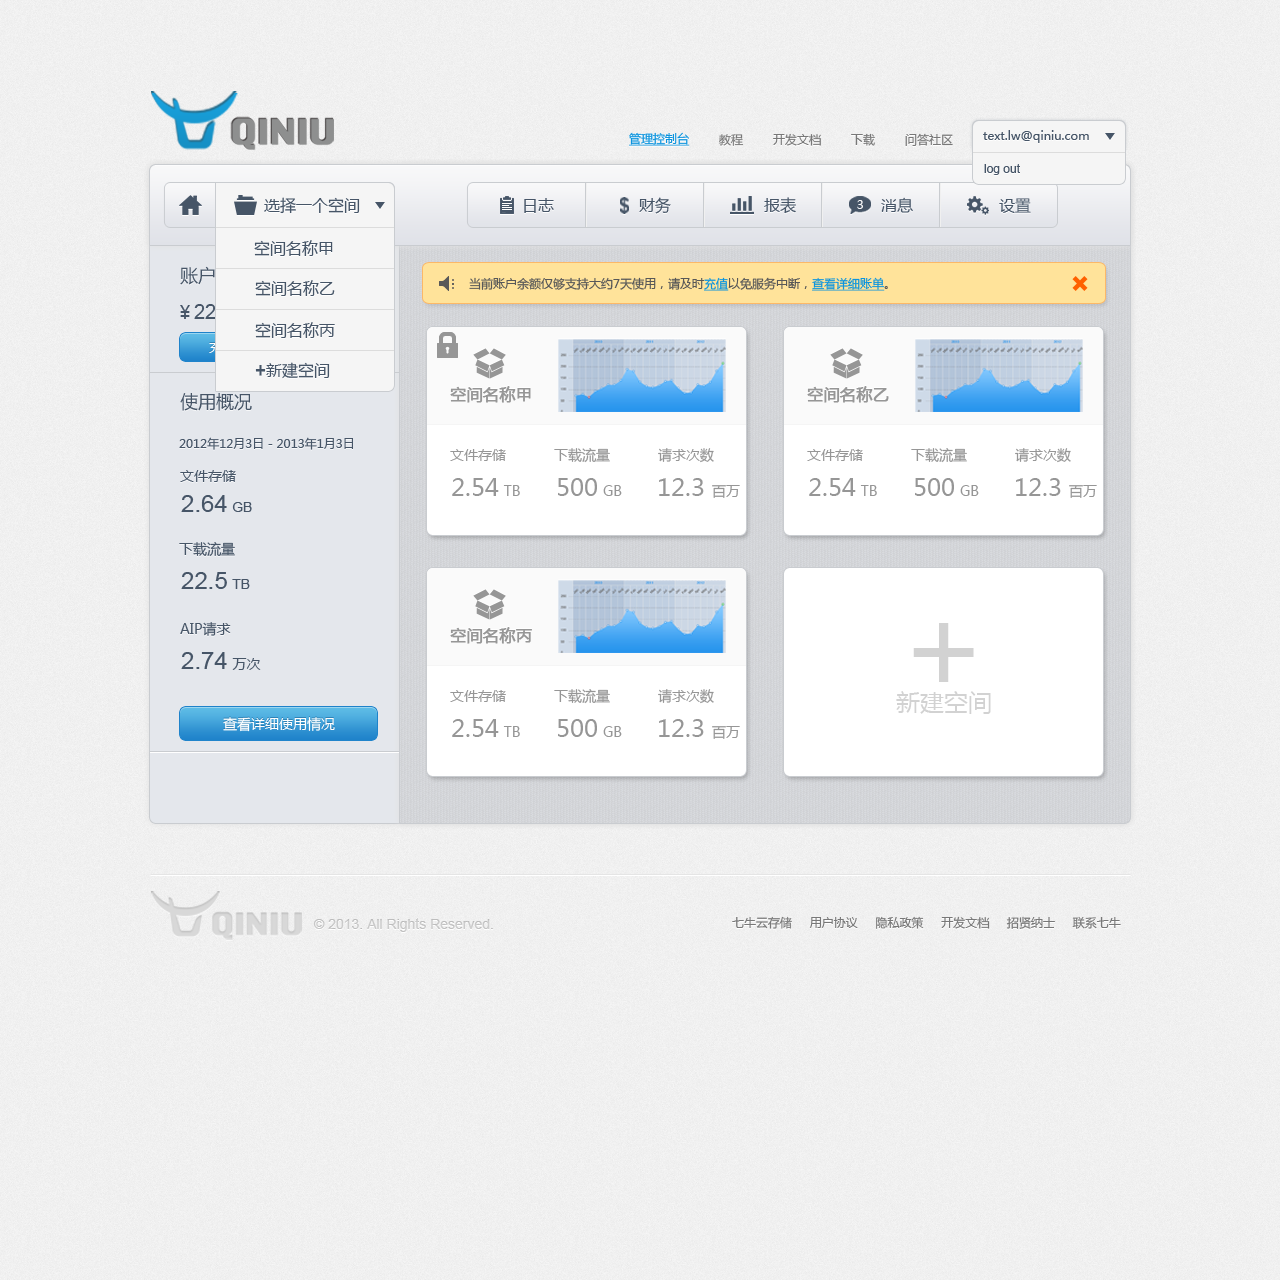 QINIU
管理控制台 教程 开发文档 下载 问答社区 text.lw@qiniu.com
log out
选择一个空间 日志 财务 报表 3 消息 设置
空间名称甲
空间名称乙
空间名称丙
+新建空间
账户
¥ 22
当前账户余额仅够支持大约7天使用，请及时充值以免服务中断，查看详细账单。
使用概况
2012年12月3日 - 2013年1月3日
文件存储
2.64 GB
下载流量
22.5 TB
AIP请求
2.74 万次
查看详细使用情况
空间名称甲
文件存储 下载流量 请求次数
2.54 TB 500 GB 12.3 百万
空间名称乙
文件存储 下载流量 请求次数
2.54 TB 500 GB 12.3 百万
空间名称丙
文件存储 下载流量 请求次数
2.54 TB 500 GB 12.3 百万
新建空间
QINIU © 2013. All Rights Reserved.
七牛云存储 用户协议 隐私政策 开发文档 招贤纳士 联系七牛